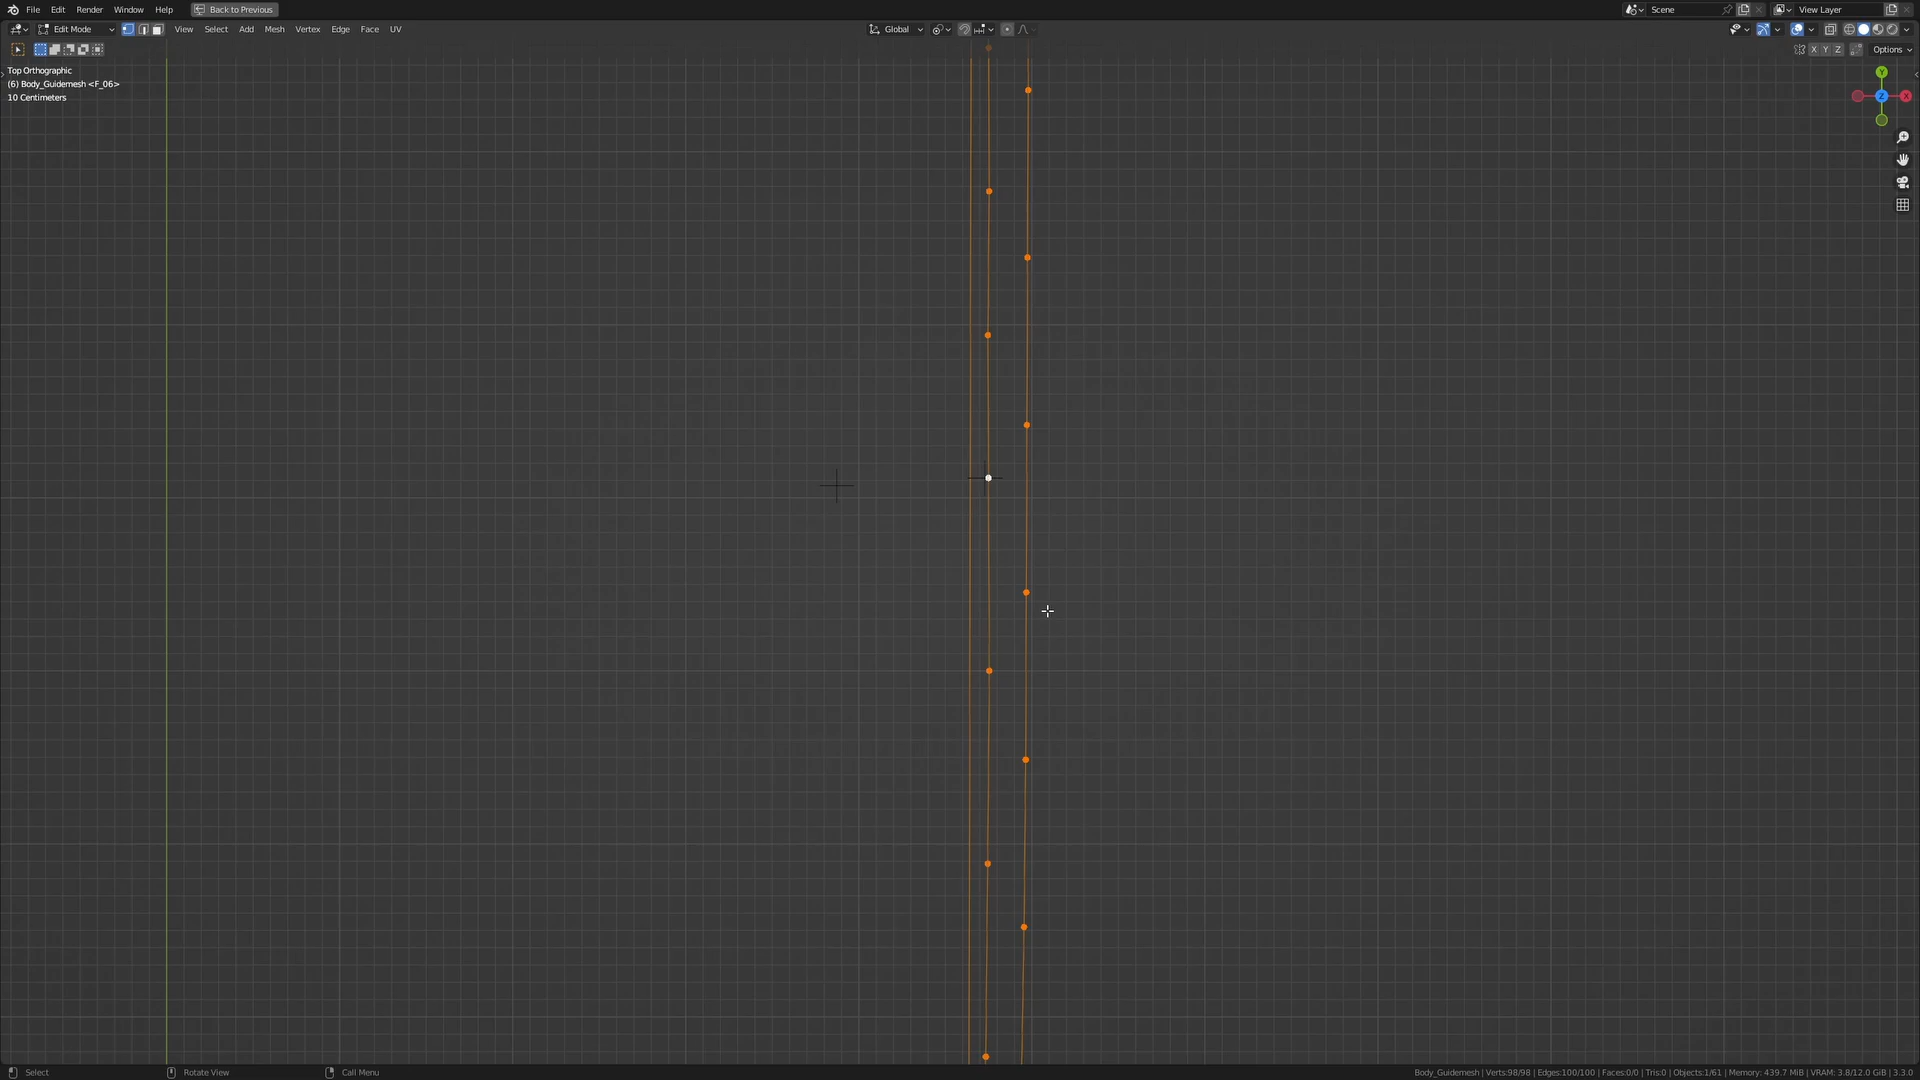 File Edit Render Window Help Back to Previous Scene View Layer
Edit Mode View Select Add Mesh Vertex Edge Face UV Global
X Y Z Options
Top Orthographic
(6) Body_Guidemesh <F_06>
10 Centimeters
Y
Z X
Select Rotate View Call Menu Body_Guidemesh | Verts:98/98 | Edges:100/100 | Faces:0/0 | Tris:0 | Objects:1/61 | Memory: 439.7 MiB | VRAM: 3.8/12.0 GiB | 3.3.0